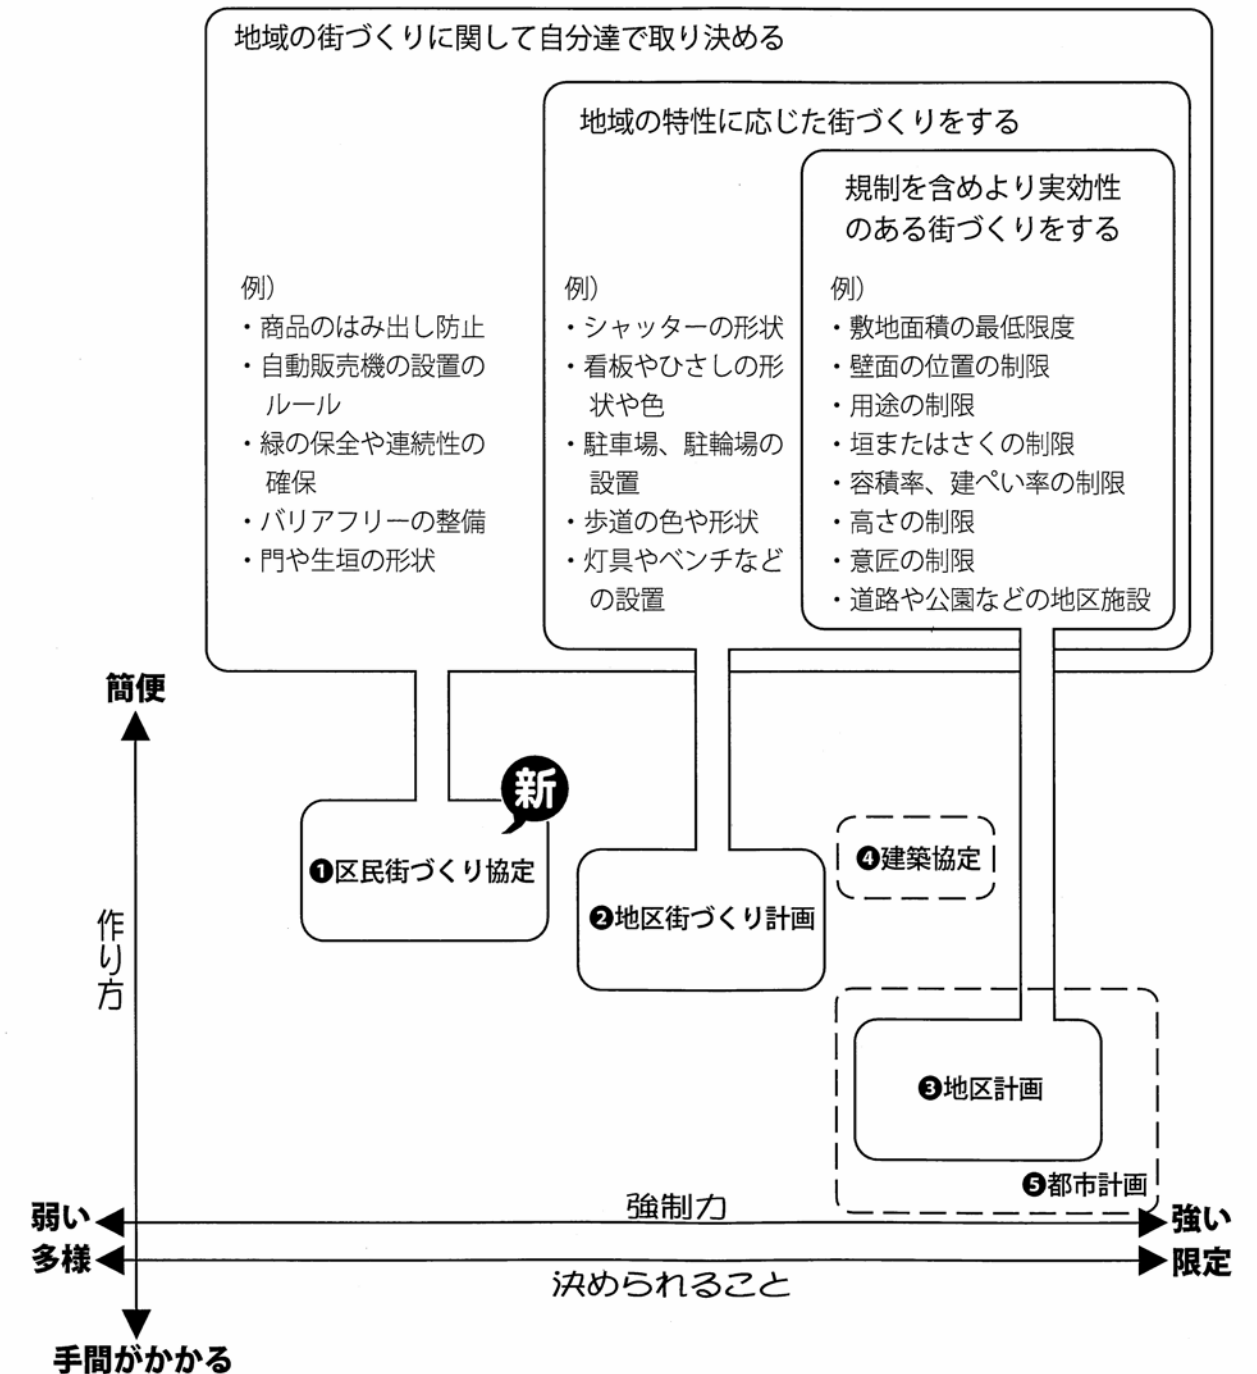 地域の街づくりに関して自分達で取り決める
地域の特性に応じた街づくりをする
規制を含めより実効性
のある街づくりをする
例）
・商品のはみ出し防止
・自動販売機の設置の
ルール
・緑の保全や連続性の
確保
・バリアフリーの整備
・門や生垣の形状
例）
・シャッターの形状
・看板やひさしの形
状や色
・駐車場、駐輪場の
設置
・歩道の色や形状
・灯具やベンチなど
の設置
例）
・敷地面積の最低限度
・壁面の位置の制限
・用途の制限
・垣またはさくの制限
・容積率、建ぺい率の制限
・高さの制限
・意匠の制限
・道路や公園などの地区施設
簡便
新
❶区民街づくり協定
❷地区街づくり計画
❹建築協定
作り方
❸地区計画
❺都市計画
弱い
強制力
強い
多様
決められること
限定
手間がかかる